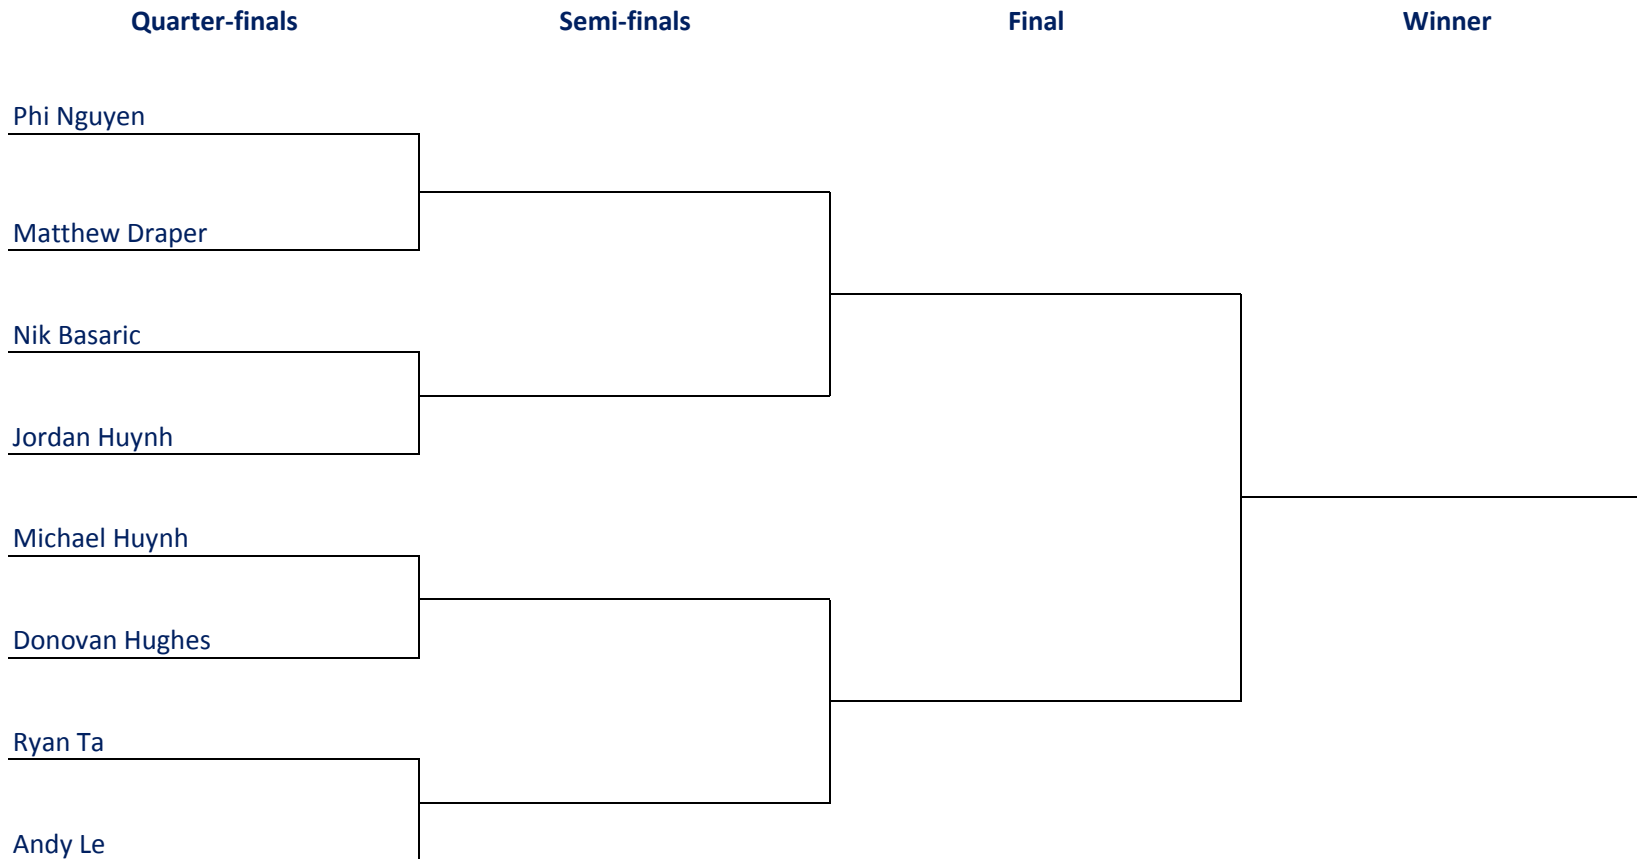 Quarter-finals Semi-finals Final Winner
Phi Nguyen
Matthew Draper
Nik Basaric
Jordan Huynh
Michael Huynh
Donovan Hughes
Ryan Ta
Andy Le